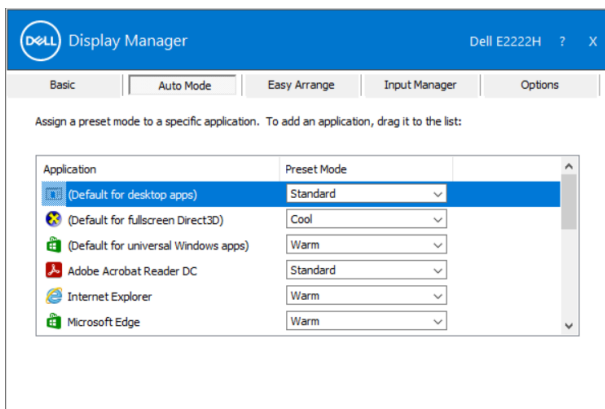 DELL Display Manager Dell E2222H ? X
Basic Auto Mode Easy Arrange Input Manager Options
Assign a preset mode to a specific application. To add an application, drag it to the list:
Application Preset Mode
(Default for desktop apps) Standard
(Default for fullscreen Direct3D) Cool
(Default for universal Windows apps) Warm
Adobe Acrobat Reader DC Standard
Internet Explorer Warm
Microsoft Edge Warm